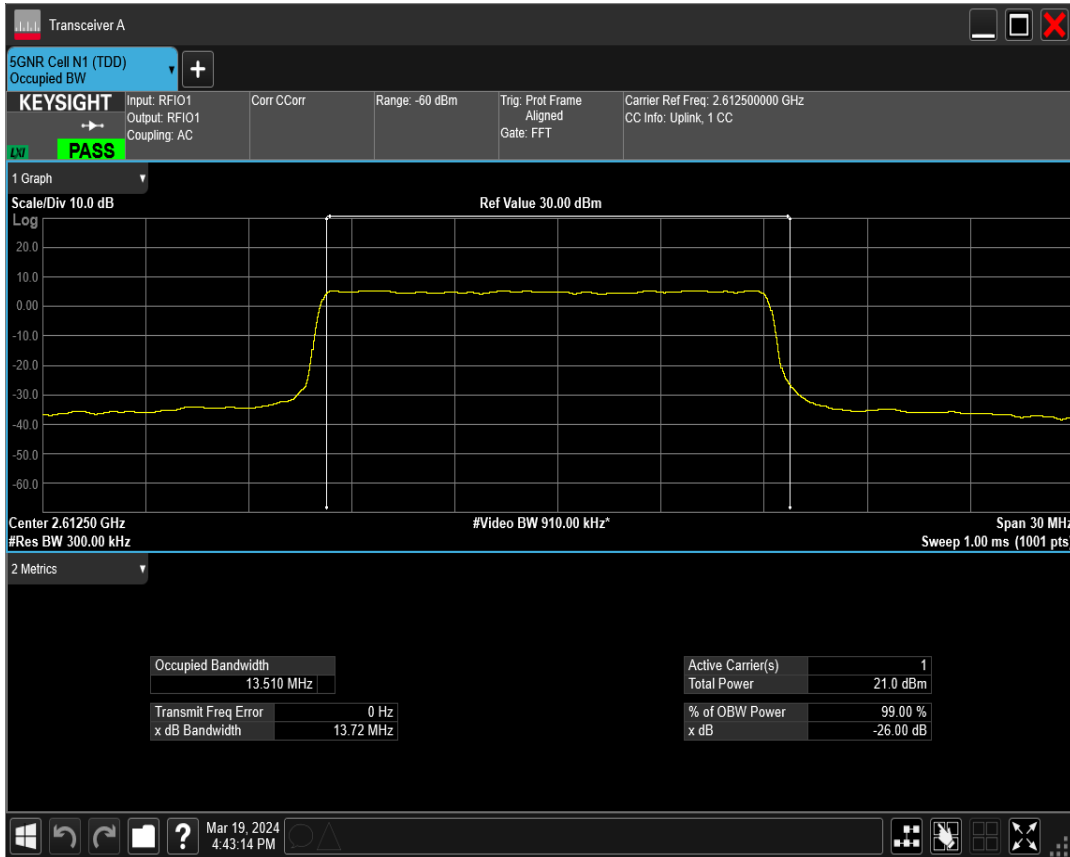 Transceiver A
5GNR Cell N1 (TDD)
Occupied BW
+
KEYSIGHT
LXI
PASS
Input: RFIO1
Output: RFIO1
Coupling: AC
Corr CCorr
Range: -60 dBm
Trig: Prot Frame
Aligned
Gate: FFT
Carrier Ref Freq: 2.612500000 GHz
CC Info: Uplink, 1 CC
1 Graph
Scale/Div 10.0 dB
Ref Value 30.00 dBm
Log
20.0
10.0
0.00
-10.0
-20.0
-30.0
-40.0
-50.0
-60.0
Center 2.61250 GHz
#Video BW 910.00 kHz*
Span 30 MHz
#Res BW 300.00 kHz
Sweep 1.00 ms (1001 pts)
2 Metrics
Occupied Bandwidth
13.510 MHz
Transmit Freq Error 0 Hz
x dB Bandwidth 13.72 MHz
Active Carrier(s) 1
Total Power 21.0 dBm
% of OBW Power 99.00 %
x dB -26.00 dB
?
Mar 19, 2024
4:43:14 PM